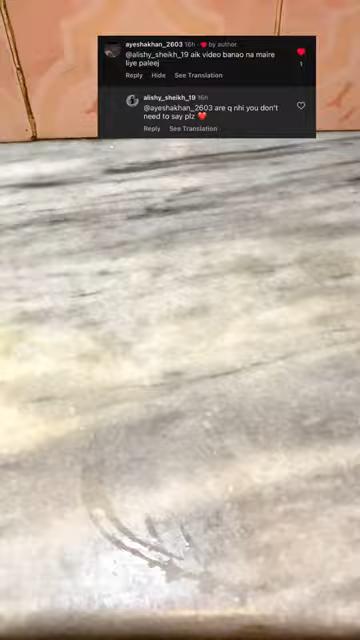 ayeshakhan_2603 16h · ❤️ by author
@alishy_sheikh_19 aik video banao na maire
liye paleej
1
Reply Hide See Translation
alishy_sheikh_19 16h
@ayeshakhan_2603 are q nhi you don't
need to say plz ❤️
Reply See Translation